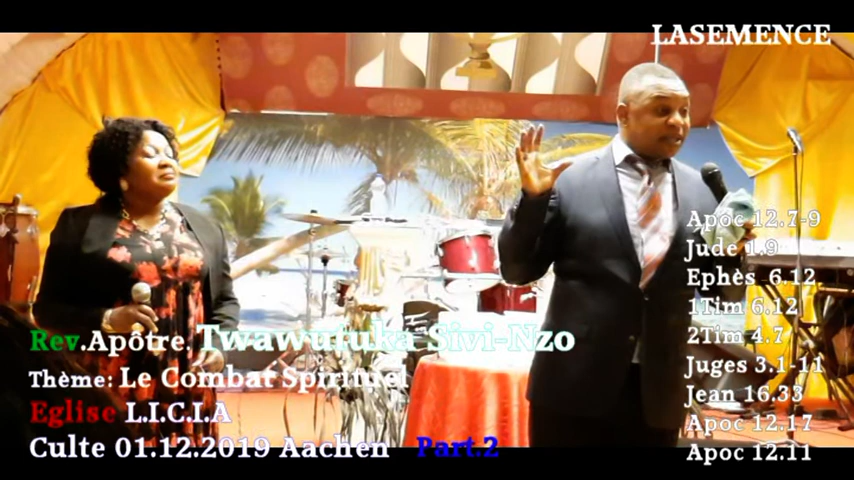 LASEMENCE
Apoc 12.7-9
Jude 1.9
Ephès 6.12
1Tim 6.12
2Tim 4.7
Juges 3.1-11
Jean 16.33
Apoc 12.17
Apoc 12.11
Rev.Apôtre. Twawufuka Sivi-Nzo
Thème: Le Combat Spirituel
Eglise L.I.C.I.A
Culte 01.12.2019 Aachen Part.2